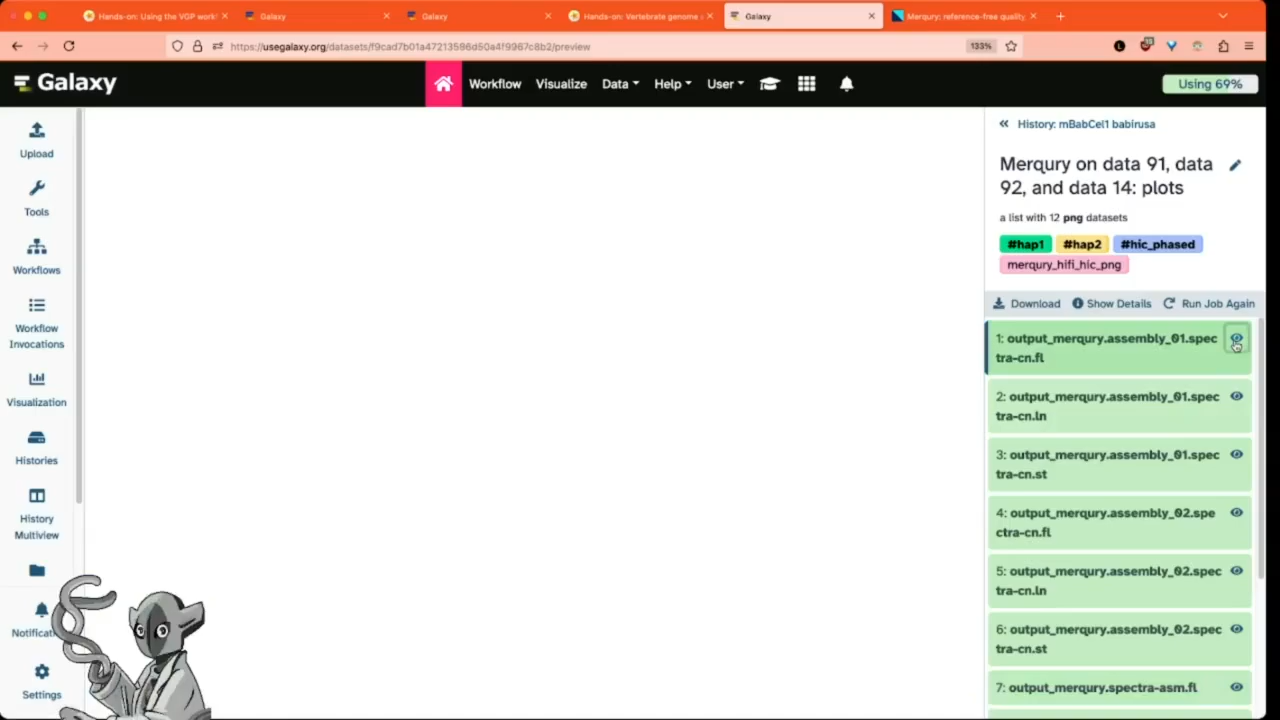 Hands-on: Using the VGP work
Galaxy
Galaxy
Hands-on: Vertebrate genome
Galaxy
Merqury: reference-free quality
https://usegalaxy.org/datasets/f9cad7b01a47213596d50a4f9967c8b2/preview
133%
Galaxy
Workflow
Visualize
Data
Help
User
Using 69%
Upload
Tools
Workflows
Workflow
Invocations
Visualization
Histories
History
Multiview
Notificat
Settings
« History: mBabCel1 babirusa
Merqury on data 91, data
92, and data 14: plots
a list with 12 png datasets
#hap1 #hap2 #hic_phased
merqury_hifi_hic_png
Download Show Details Run Job Again
1: output_merqury.assembly_01.spec
tra-cn.fl
2: output_merqury.assembly_01.spec
tra-cn.ln
3: output_merqury.assembly_01.spec
tra-cn.st
4: output_merqury.assembly_02.spe
ctra-cn.fl
5: output_merqury.assembly_02.spec
tra-cn.ln
6: output_merqury.assembly_02.spec
tra-cn.st
7: output_merqury.spectra-asm.fl